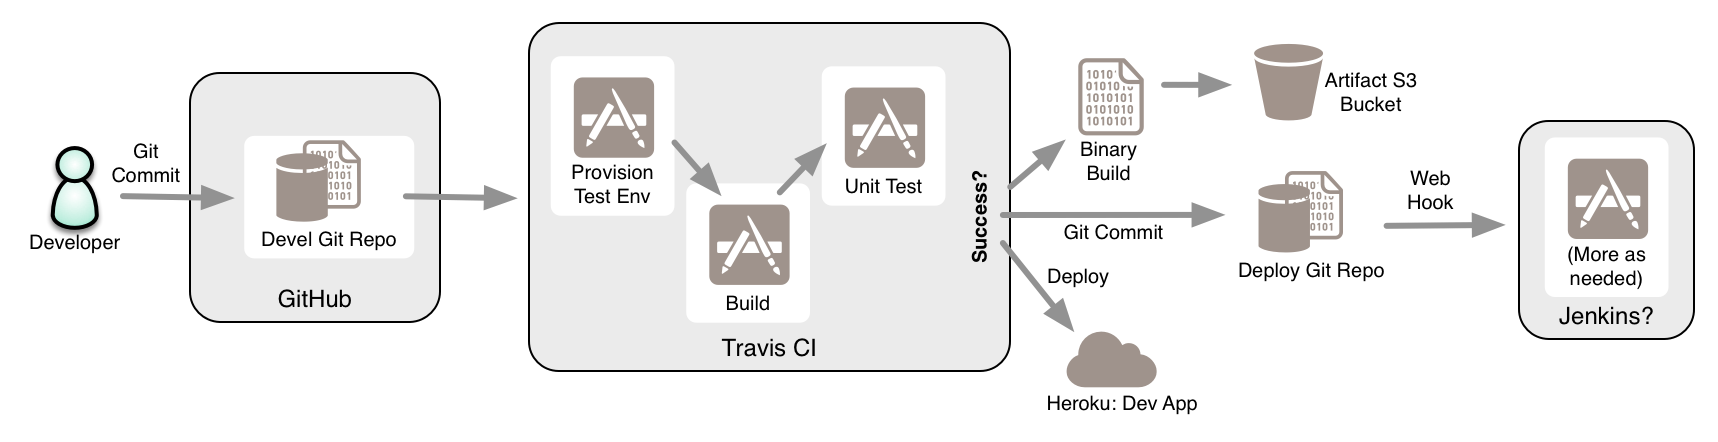 Developer
Git
Commit
Devel Git Repo
GitHub
Provision
Test Env
Build
Unit Test
Travis CI
Success?
Binary
Build
Artifact S3
Bucket
Git Commit
Deploy Git Repo
Deploy
Heroku: Dev App
Web
Hook
(More as
needed)
Jenkins?